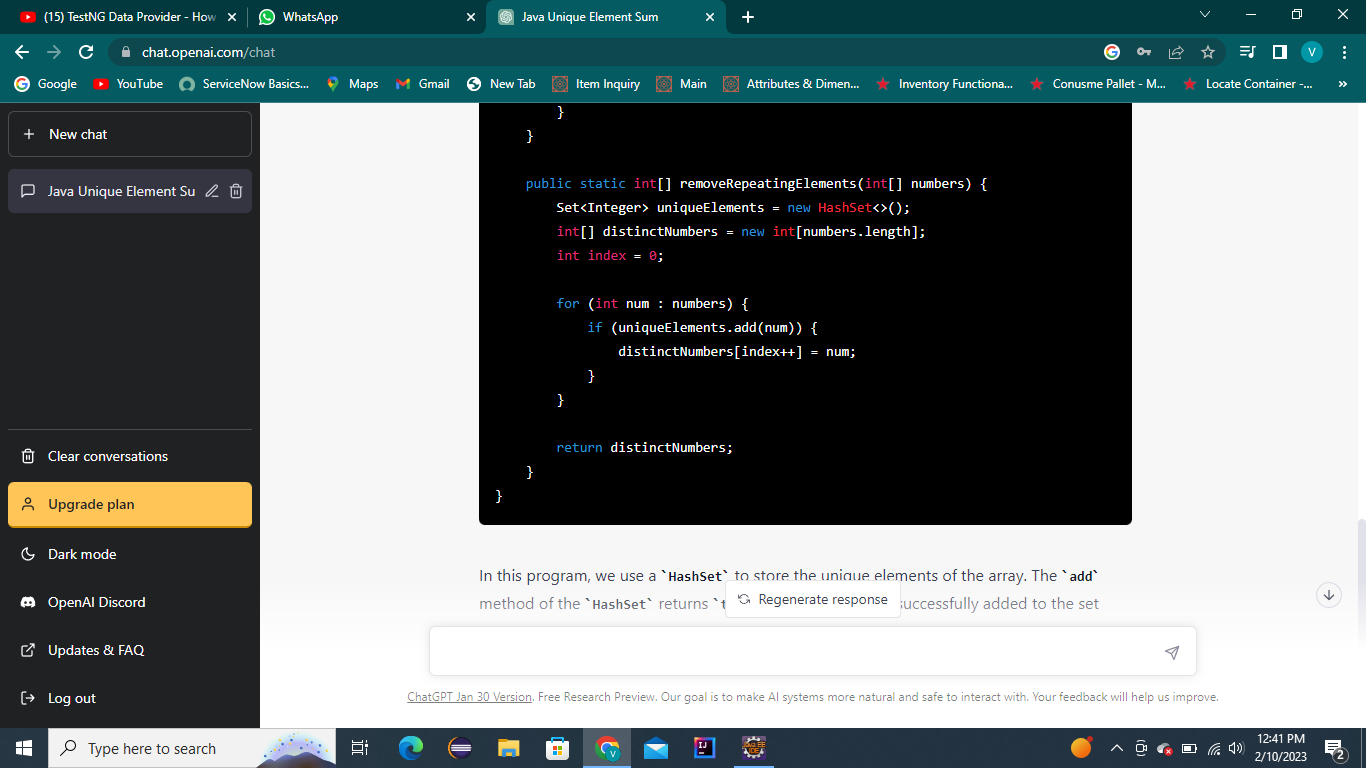 (15) TestNG Data Provider - How
WhatsApp
Java Unique Element Sum
chat.openai.com/chat
V
Google
YouTube
ServiceNow Basics...
Maps
Gmail
New Tab
Item Inquiry
Main
Attributes & Dimen...
Inventory Functiona...
Conusme Pallet - M...
Locate Container -...
»
+ New chat
Java Unique Element Su
Clear conversations
Upgrade plan
Dark mode
OpenAI Discord
Updates & FAQ
Log out
}
}
public static int[] removeRepeatingElements(int[] numbers) {
Set<Integer> uniqueElements = new HashSet<>();
int[] distinctNumbers = new int[numbers.length];
int index = 0;
for (int num : numbers) {
if (uniqueElements.add(num)) {
distinctNumbers[index++] = num;
}
}
return distinctNumbers;
}
}
In this program, we use a `HashSet` to store the unique elements of the array. The `add`
method of the `HashSet` returns `t successfully added to the set
Regenerate response
ChatGPT Jan 30 Version. Free Research Preview. Our goal is to make AI systems more natural and safe to interact with. Your feedback will help us improve.
Type here to search
V
IJ
12:41 PM
2/10/2023
2